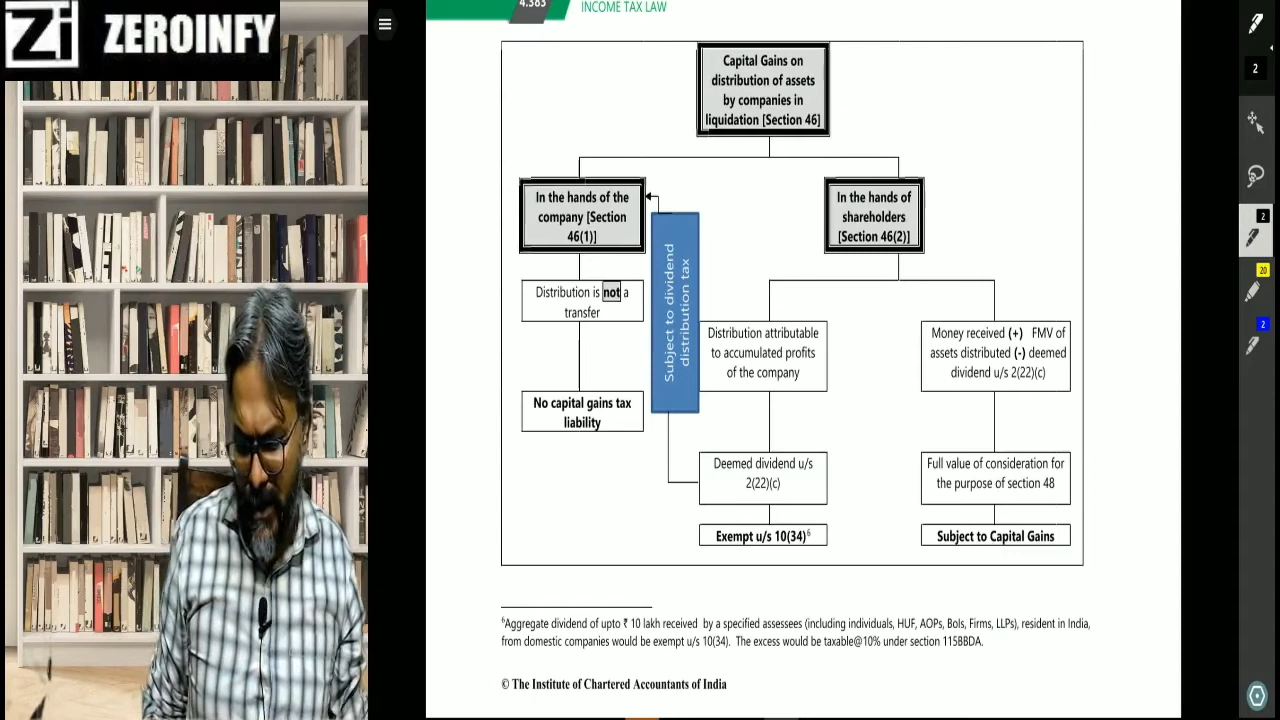 Zi ZEROINFY
4.383
INCOME TAX LAW
Capital Gains on
distribution of assets
by companies in
liquidation [Section 46]
In the hands of the
company [Section
46(1)]
In the hands of
shareholders
[Section 46(2)]
Subject to dividend
distribution tax
Distribution is not a
transfer
Distribution attributable
to accumulated profits
of the company
Money received (+) FMV of
assets distributed (-) deemed
dividend u/s 2(22)(c)
No capital gains tax
liability
Deemed dividend u/s
2(22)(c)
Full value of consideration for
the purpose of section 48
Exempt u/s 10(34)6
Subject to Capital Gains
6Aggregate dividend of upto ₹ 10 lakh received by a specified assessees (including individuals, HUF, AOPs, BoIs, Firms, LLPs), resident in India,
from domestic companies would be exempt u/s 10(34). The excess would be taxable@10% under section 115BBDA.
© The Institute of Chartered Accountants of India
2
2
20
2